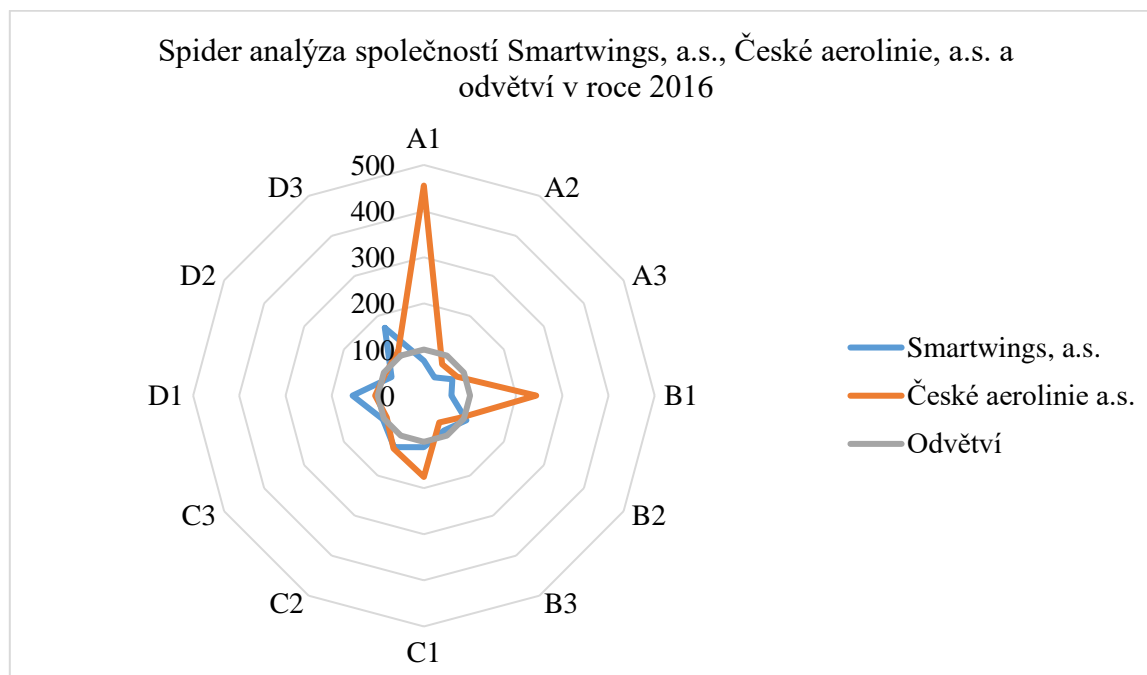 Spider analýza společností Smartwings, a.s., České aerolinie, a.s. a
odvětví v roce 2016
A1
A2
A3
B1
B2
B3
C1
C2
C3
D1
D2
D3
500
400
300
200
100
0
Smartwings, a.s.
České aerolinie a.s.
Odvětví